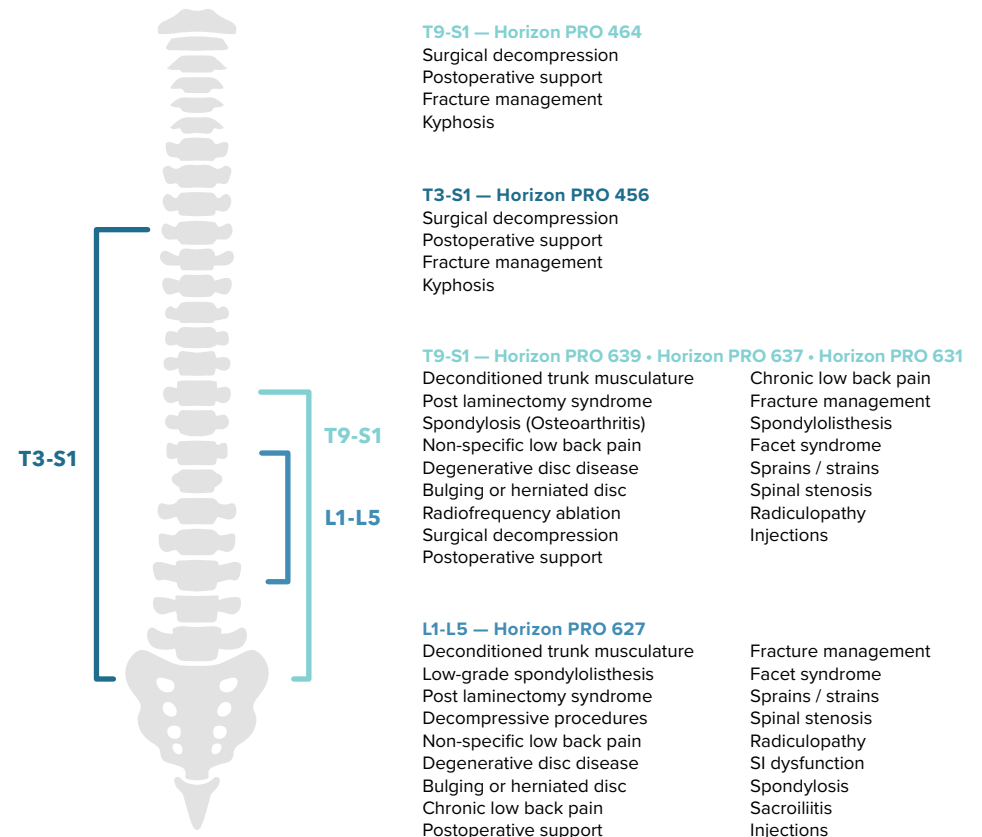 T9-S1 — Horizon PRO 464
Surgical decompression
Postoperative support
Fracture management
Kyphosis
T3-S1 — Horizon PRO 456
Surgical decompression
Postoperative support
Fracture management
Kyphosis
T3-S1
T9-S1
L1-L5
T9-S1 — Horizon PRO 639 • Horizon PRO 637 • Horizon PRO 631
Deconditioned trunk musculature
Post laminectomy syndrome
Spondylosis (Osteoarthritis)
Non-specific low back pain
Degenerative disc disease
Bulging or herniated disc
Radiofrequency ablation
Surgical decompression
Postoperative support
Chronic low back pain
Fracture management
Spondylolisthesis
Facet syndrome
Sprains / strains
Spinal stenosis
Radiculopathy
Injections
L1-L5 — Horizon PRO 627
Deconditioned trunk musculature
Low-grade spondylolisthesis
Post laminectomy syndrome
Decompressive procedures
Non-specific low back pain
Degenerative disc disease
Bulging or herniated disc
Chronic low back pain
Postoperative support
Fracture management
Facet syndrome
Sprains / strains
Spinal stenosis
Radiculopathy
SI dysfunction
Spondylosis
Sacroiliitis
Injections